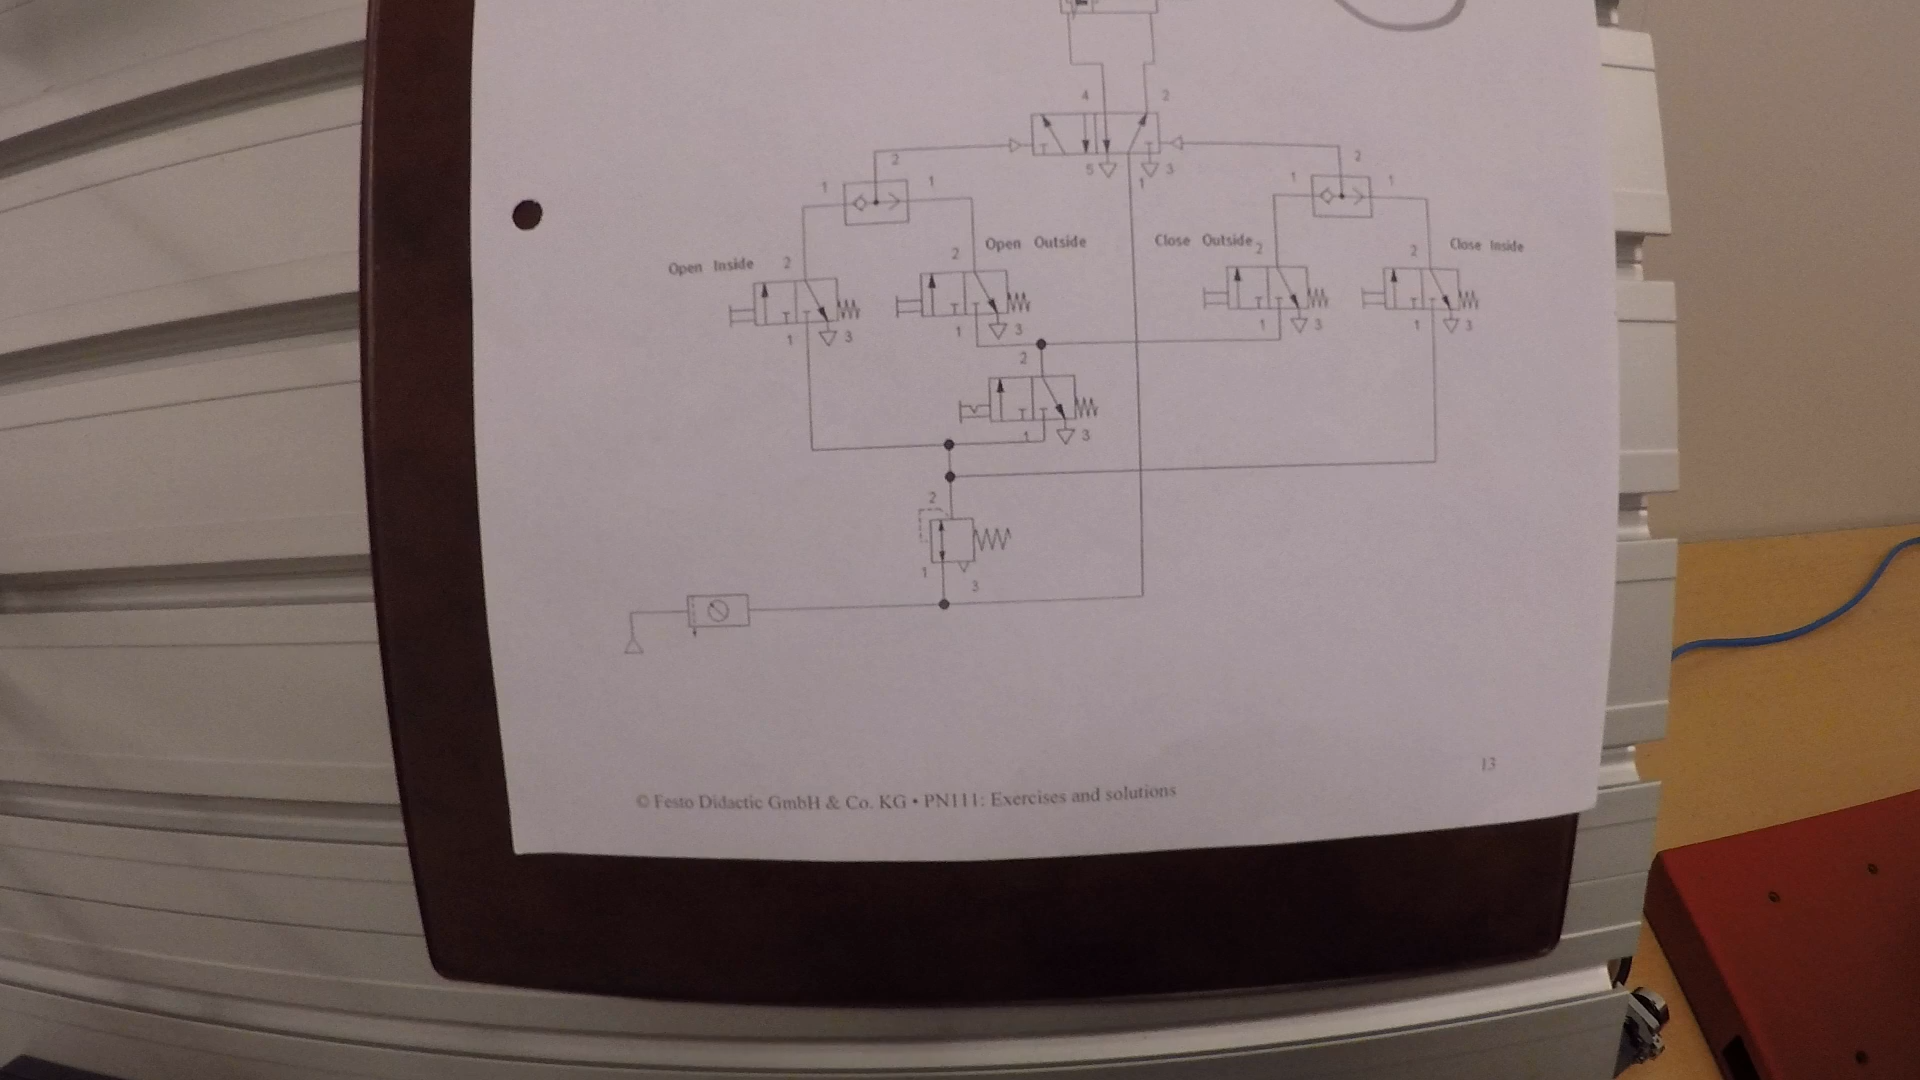 4 2
5 1 3
1 2 1
1 2 1
Open Inside 2
2 Open Outside
Close Outside 2
2 Close Inside
1 3
1 3
1 3
1 3
2
1 3
2
1 3
13
© Festo Didactic GmbH & Co. KG • PN111: Exercises and solutions